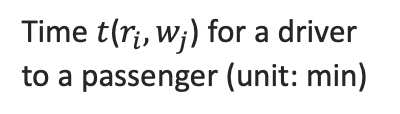 Time t(rᵢ, wⱼ) for a driver
to a passenger (unit: min)